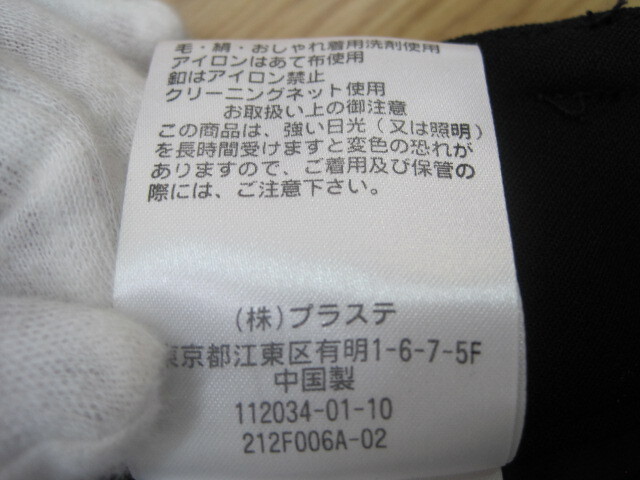 毛・絹・おしゃれ着用洗剤使用
アイロンはあて布使用
釦はアイロン禁止
クリーニングネット使用
お取扱い上の御注意
この商品は、強い日光(又は照明)
を長時間受けますと変色の恐れが
ありますので、ご着用及び保管の
際には、ご注意下さい。
(株)プラステ
東京都江東区有明1-6-7-5F
中国製
112034-01-10
212F006A-02